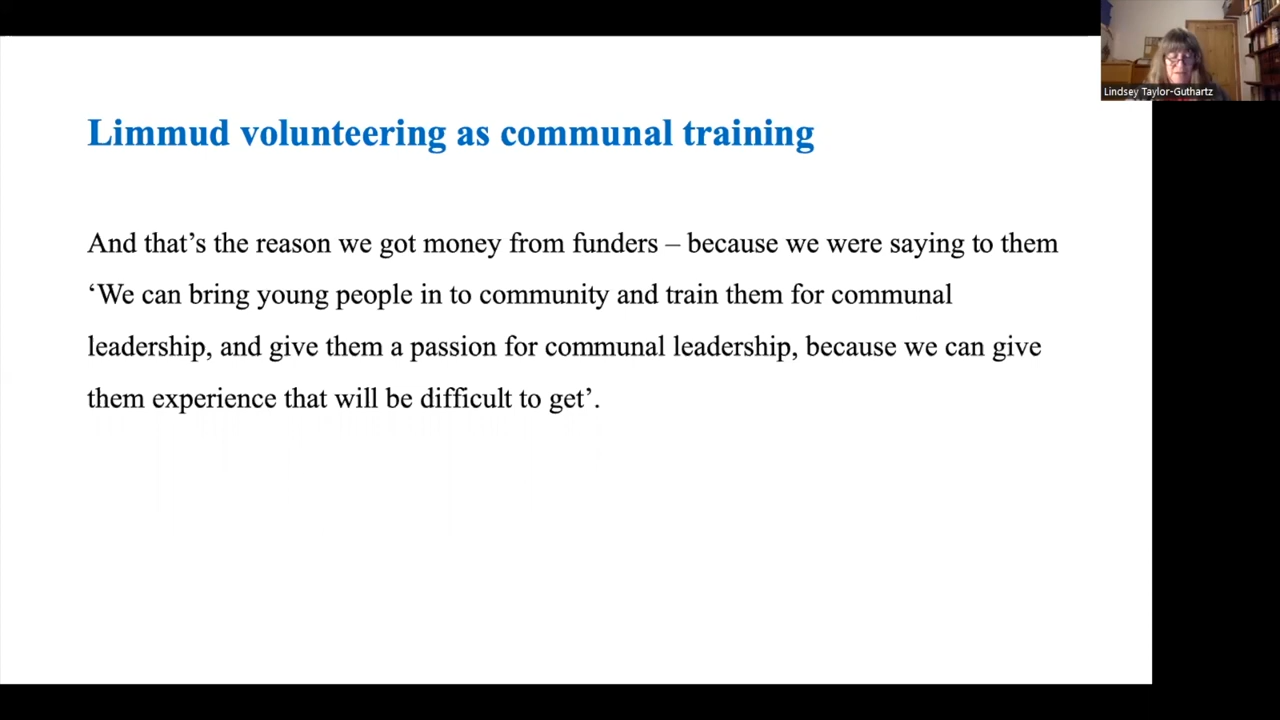 Lindsey Taylor-Guthartz
Limmud volunteering as communal training
And that’s the reason we got money from funders – because we were saying to them
‘We can bring young people in to community and train them for communal
leadership, and give them a passion for communal leadership, because we can give
them experience that will be difficult to get’.